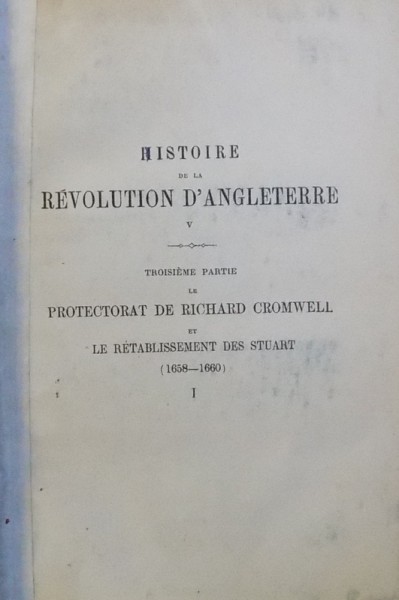 HISTOIRE
DE LA
RÉVOLUTION D'ANGLETERRE
V
TROISIÈME PARTIE
LE
PROTECTORAT DE RICHARD CROMWELL
ET
LE RÉTABLISSEMENT DES STUART
(1658—1660)
I